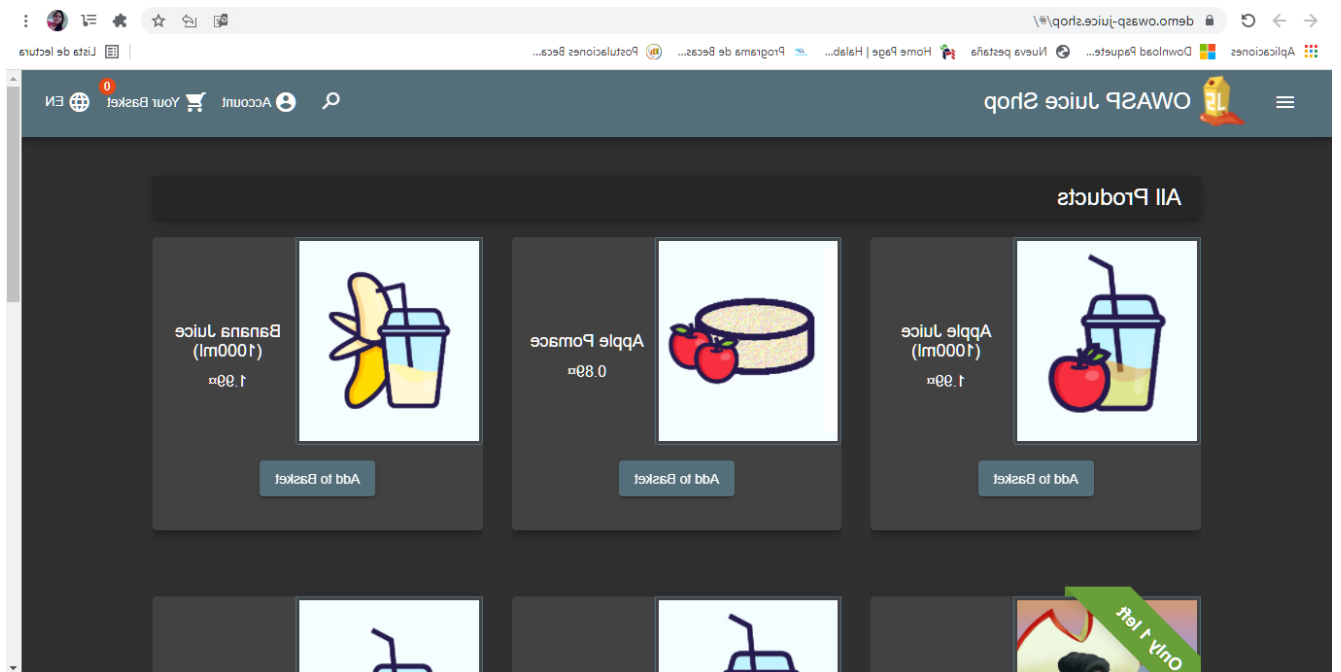 demo.owasp-juice.shop/#/
Aplicaciones
Download Paquete...
Nueva pestaña
Home Page | Halab...
Programa de Becas...
Postulaciones Beca...
Lista de lectura
OWASP Juice Shop
Account
Your Basket
0
EN
All Products
Apple Juice
(1000ml)
1.99¤
Add to Basket
Apple Pomace
0.89¤
Add to Basket
Banana Juice
(1000ml)
1.99¤
Add to Basket
Only 1 left